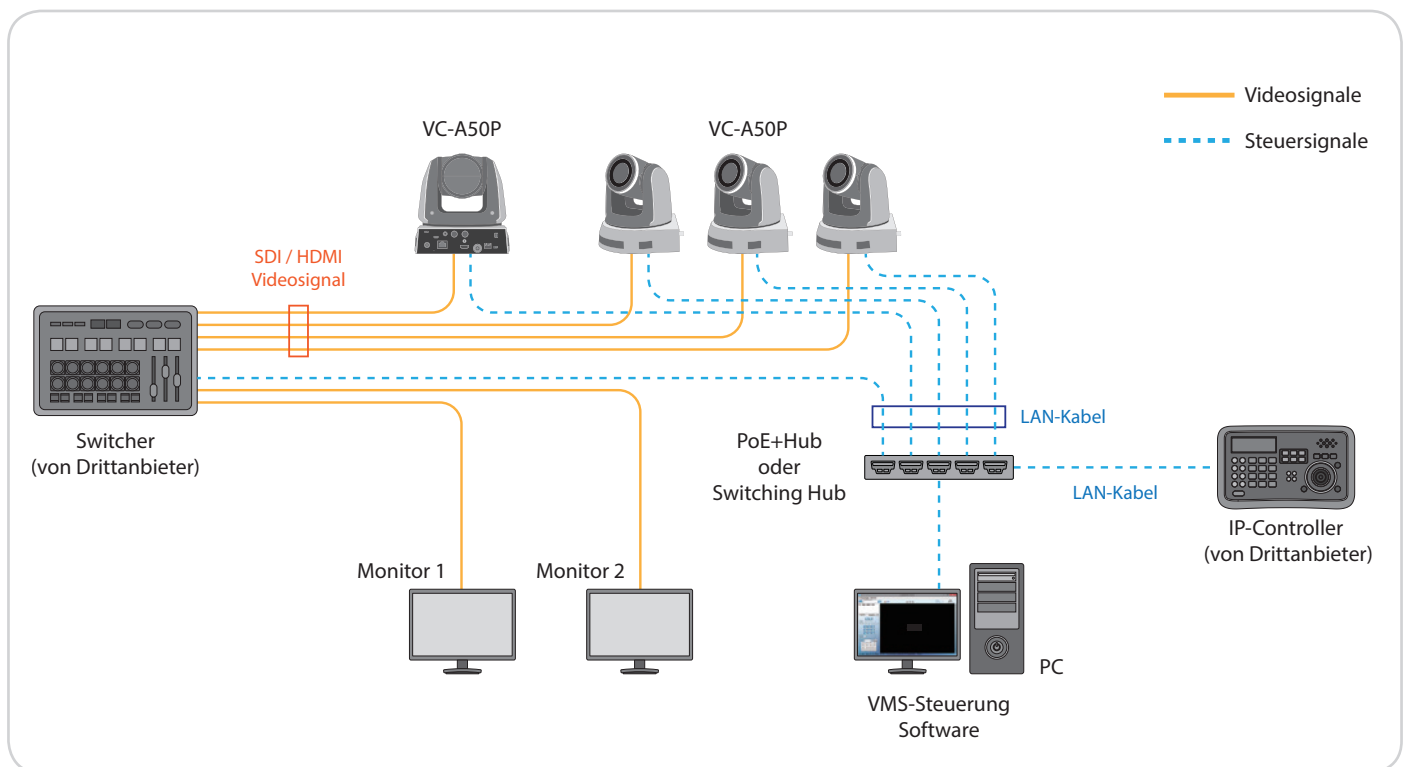 Videosignale
VC-A50P
VC-A50P
Steuersignale
SDI / HDMI
Videosignal
LAN-Kabel
Switcher
(von Drittanbieter)
PoE+Hub
oder
Switching Hub
LAN-Kabel
IP-Controller
(von Drittanbieter)
Monitor 1
Monitor 2
PC
VMS-Steuerung
Software